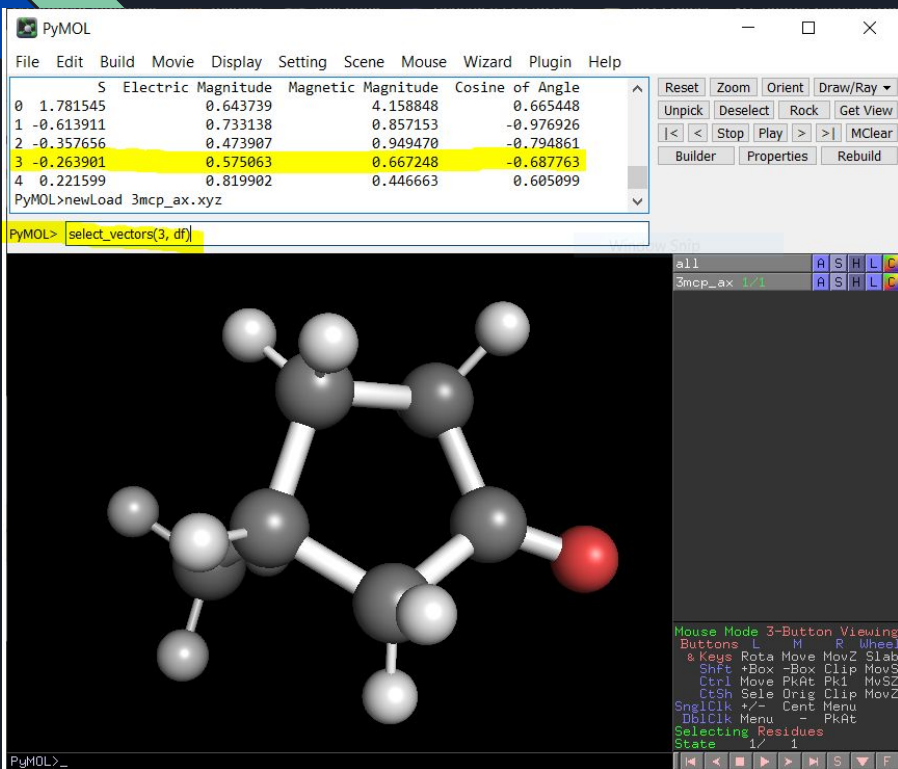 PyMOL
File Edit Build Movie Display Setting Scene Mouse Wizard Plugin Help
S Electric Magnitude Magnetic Magnitude Cosine of Angle
0 1.781545 0.643739 4.158848 0.665448
1 -0.613911 0.733138 0.857153 -0.976926
2 -0.357656 0.473907 0.949470 -0.794861
3 -0.263901 0.575063 0.667248 -0.687763
4 0.221599 0.819902 0.446663 0.605099
PyMOL>newLoad 3mcp_ax.xyz
PyMOL> select_vectors(3, df)
Reset Zoom Orient Draw/Ray ▾
Unpick Deselect Rock Get View
|< < Stop Play > >| MClear
Builder Properties Rebuild
Window Snip
all A S H L C
3mcp_ax 1/1 A S H L C
Mouse Mode 3-Button Viewing
Buttons L M R Wheel
& Keys Rota Move MovZ Slab
Shft +Box -Box Clip MovS
Ctrl Move PkAt Pk1 MvSZ
CtSh Sele Orig Clip MovZ
SnglClk +/- Cent Menu
DblClk Menu - PkAt
Selecting Residues
State 1/ 1
PyMOL>_
S F